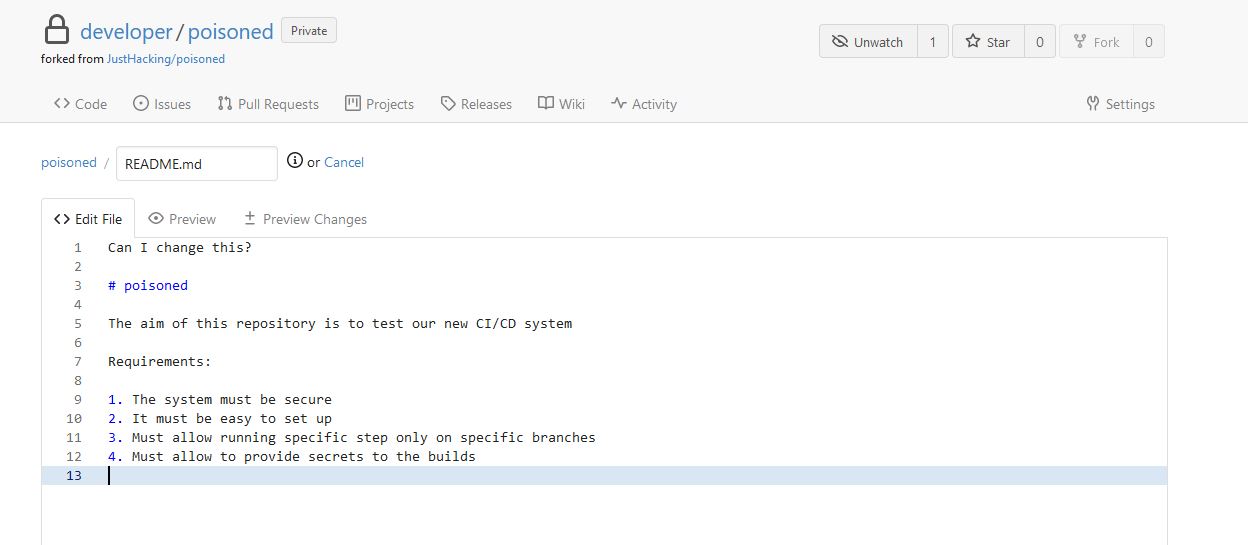 developer / poisoned Private
forked from JustHacking/poisoned
Unwatch 1 Star 0 Fork 0
Code Issues Pull Requests Projects Releases Wiki Activity Settings
poisoned / README.md or Cancel
Edit File Preview Preview Changes
1 Can I change this?
2
3 # poisoned
4
5 The aim of this repository is to test our new CI/CD system
6
7 Requirements:
8
9 1. The system must be secure
10 2. It must be easy to set up
11 3. Must allow running specific step only on specific branches
12 4. Must allow to provide secrets to the builds
13